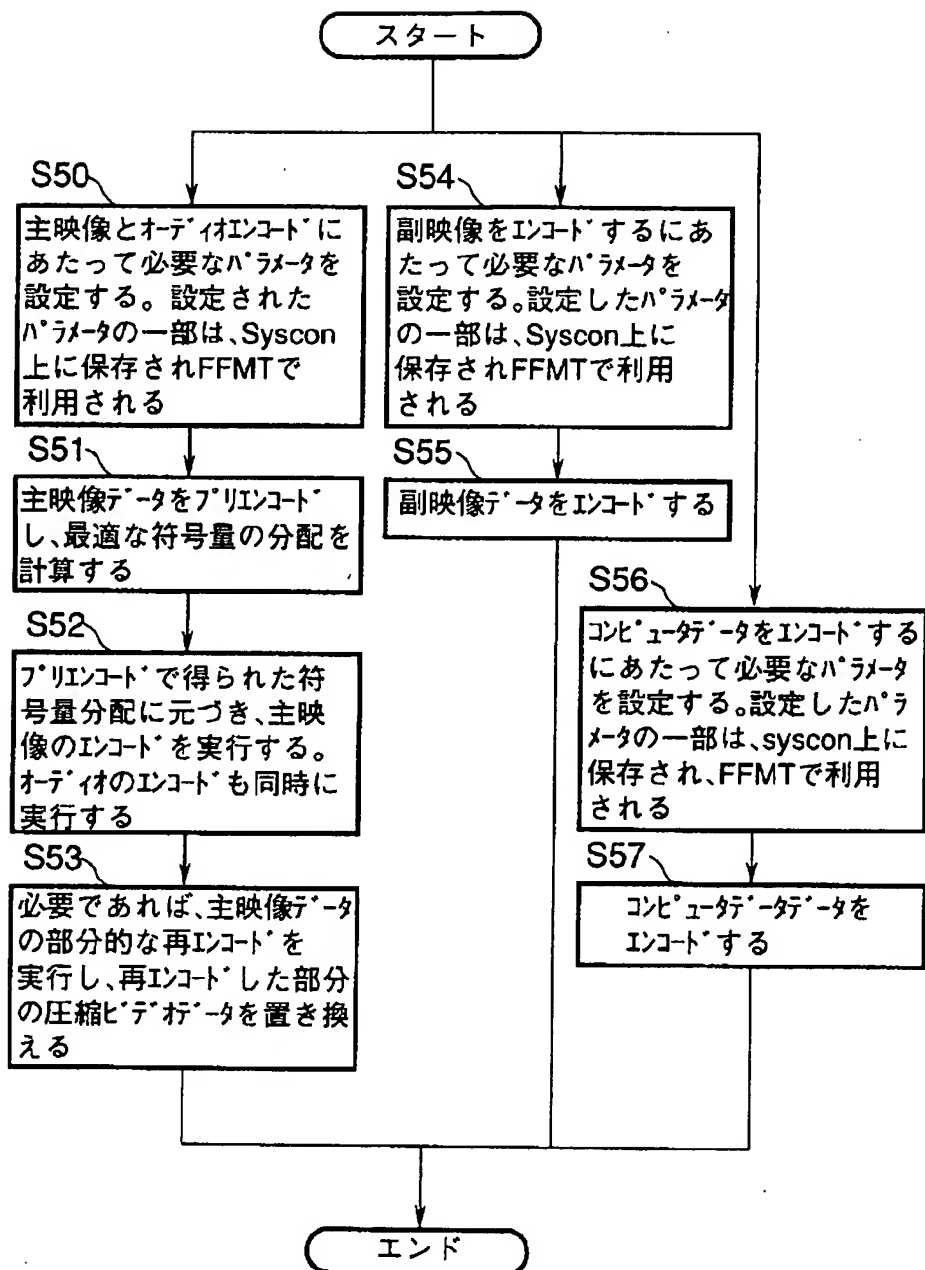 スタート
S50
主映像とオーディオエンコードに
あたって必要なパラメータを
設定する。設定された
パラメータの一部は、Syscon
上に保存されFFMTで
利用される
S51
主映像データをプリエンコード
し、最適な符号量の分配を
計算する
S52
プリエンコードで得られた符
号量分配に元づき、主映
像のエンコードを実行する。
オーディオのエンコードも同時に
実行する
S53
必要であれば、主映像データ
の部分的な再エンコードを
実行し、再エンコードした部分
の圧縮ビデオデータを置き換
える
S54
副映像をエンコードするにあ
たって必要なパラメータを
設定する。設定したパラメータ
の一部は、Syscon上に
保存されFFMTで利用
される
S55
副映像データをエンコードする
S56
コンピュータデータをエンコードする
にあたって必要なパラメータ
を設定する。設定したパラ
メータの一部は、syscon上に
保存され、FFMTで利用
される
S57
コンピュータデータデータを
エンコードする
エンド